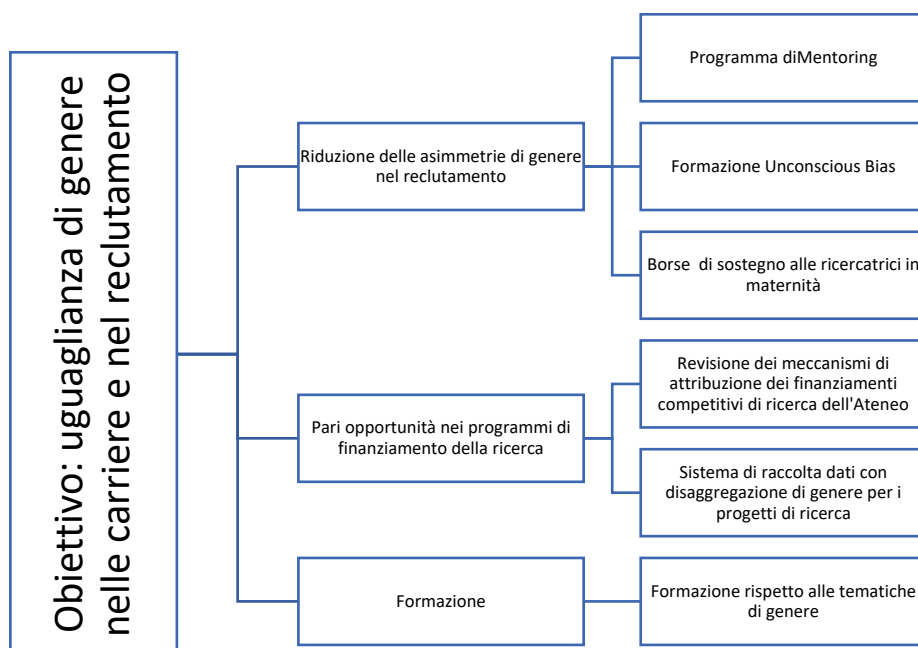 Obiettivo: uguaglianza di genere
nelle carriere e nel reclutamento
Riduzione delle asimmetrie di genere
nel reclutamento
Programma diMentoring
Formazione Unconscious Bias
Borse di sostegno alle ricercatrici in
maternità
Pari opportunità nei programmi di
finanziamento della ricerca
Revisione dei meccanismi di
attribuzione dei finanziamenti
competitivi di ricerca dell'Ateneo
Sistema di raccolta dati con
disaggregazione di genere per i
progetti di ricerca
Formazione
Formazione rispetto alle tematiche
di genere